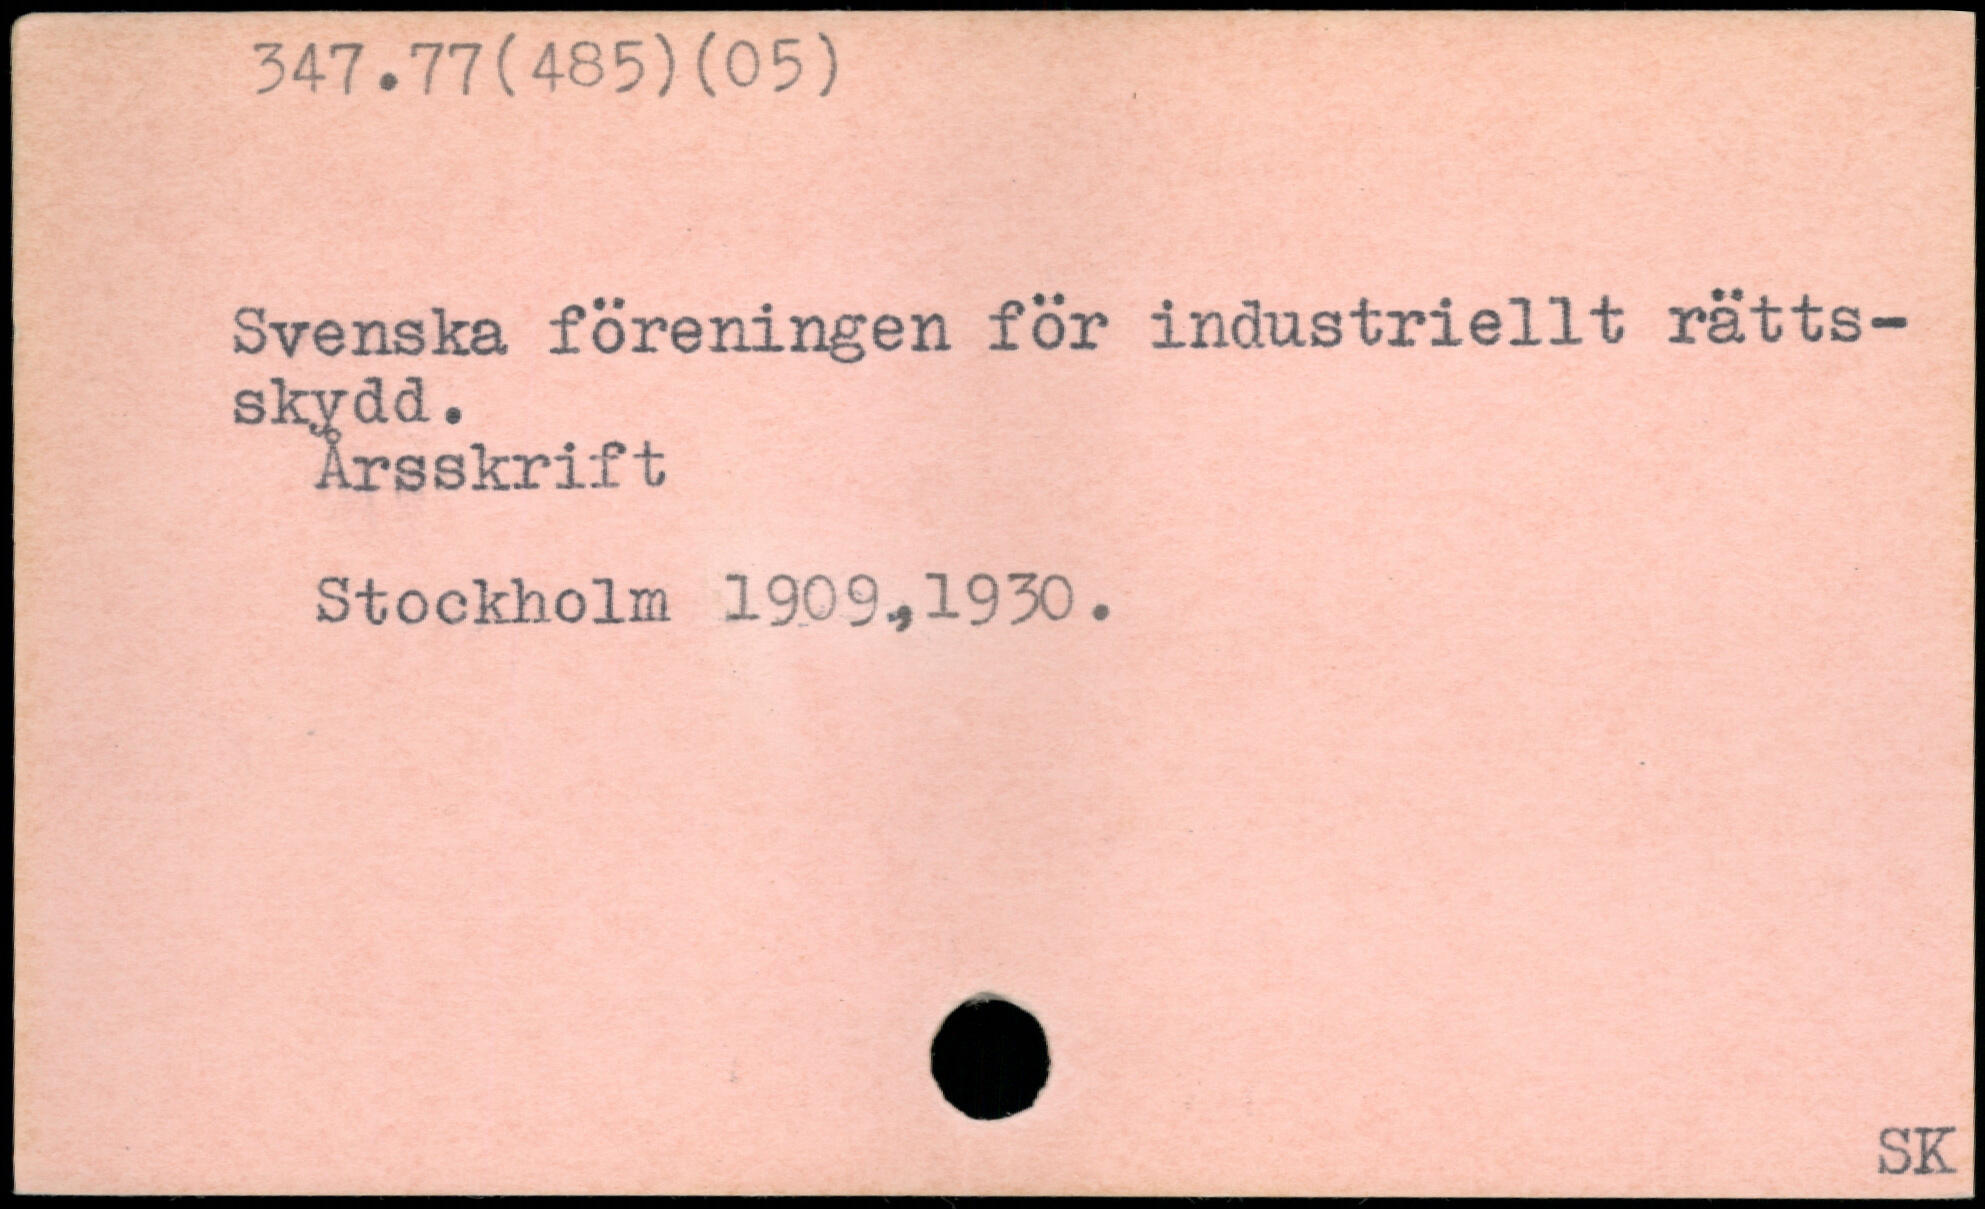 347.77(485)(05)
Svenska föreningen för industriellt rätts-
skydd.
Årsskrift
Stockholm 1909,1930.
SK